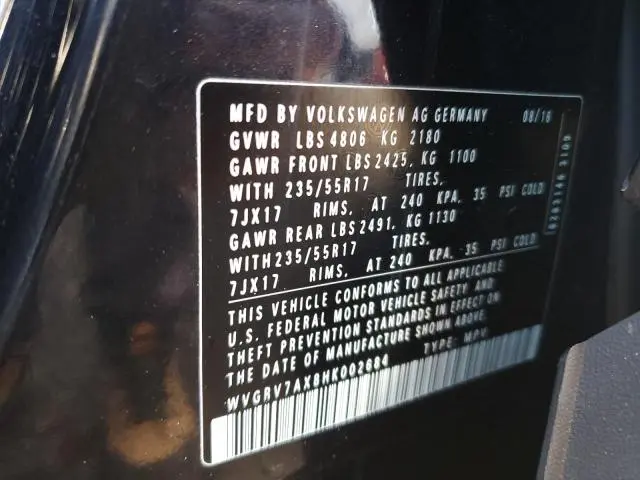 MFD BY VOLKSWAGEN AG GERMANY 08/16
GVWR LBS 4806 KG 2180
GAWR FRONT LBS 2425, KG 1100
WITH 235/55R17 TIRES,
7JX17 RIMS, AT 240 KPA, 35 PSI COLD
GAWR REAR LBS 2491, KG 1130
WITH 235/55R17 TIRES,
7JX17 RIMS, AT 240 KPA, 35 PSI COLD
THIS VEHICLE CONFORMS TO ALL APPLICABLE
U.S. FEDERAL MOTOR VEHICLE SAFETY AND
THEFT PREVENTION STANDARDS IN EFFECT ON
THE DATE OF MANUFACTURE SHOWN ABOVE.
WVGRV7AX8HK002684 TYPE: MPV